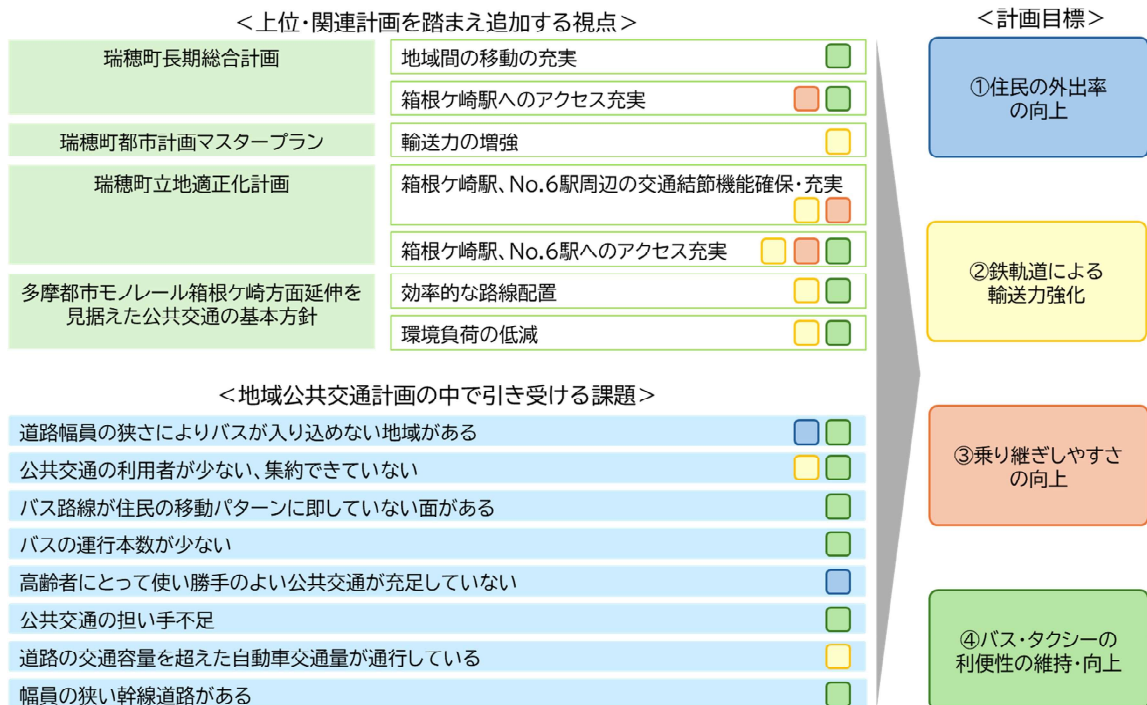 ＜上位・関連計画を踏まえ追加する視点＞
瑞穂町長期総合計画
地域間の移動の充実
箱根ケ崎駅へのアクセス充実
瑞穂町都市計画マスタープラン
輸送力の増強
瑞穂町立地適正化計画
箱根ケ崎駅、No.6駅周辺の交通結節機能確保・充実
箱根ケ崎駅、No.6駅へのアクセス充実
多摩都市モノレール箱根ケ崎方面延伸を
見据えた公共交通の基本方針
効率的な路線配置
環境負荷の低減
＜地域公共交通計画の中で引き受ける課題＞
道路幅員の狭さによりバスが入り込めない地域がある
公共交通の利用者が少ない、集約できていない
バス路線が住民の移動パターンに即していない面がある
バスの運行本数が少ない
高齢者にとって使い勝手のよい公共交通が充足していない
公共交通の担い手不足
道路の交通容量を超えた自動車交通量が通行している
幅員の狭い幹線道路がある
＜計画目標＞
①住民の外出率
の向上
②鉄軌道による
輸送力強化
③乗り継ぎしやすさ
の向上
④バス・タクシーの
利便性の維持・向上